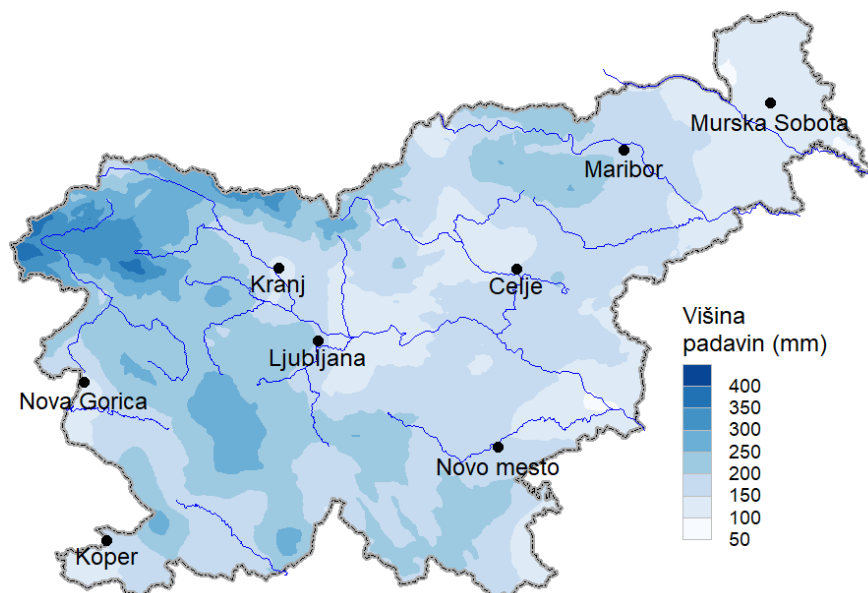 Murska Sobota
Maribor
Kranj
Celje
Ljubljana
Nova Gorica
Novo mesto
Koper
Višina
padavin (mm)
400
350
300
250
200
150
100
50